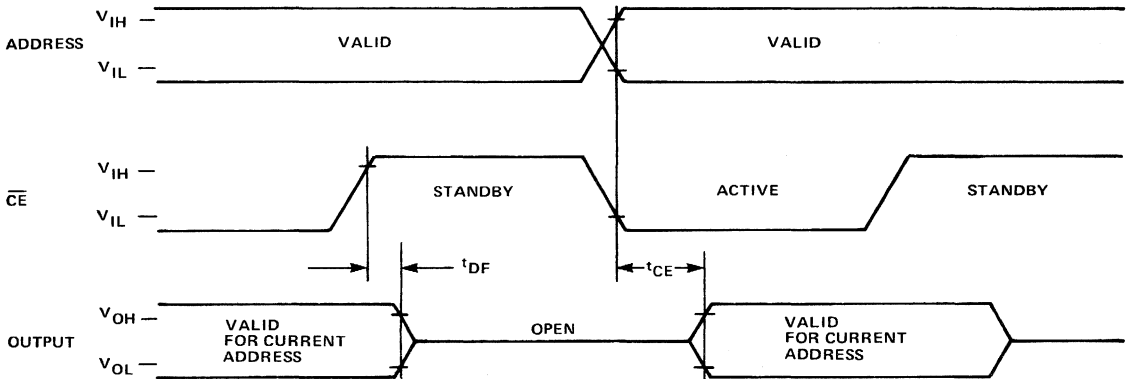 V_IH
ADDRESS VALID VALID
V_IL
V_IH
STANDBY ACTIVE STANDBY
C̅E̅
V_IL
t_DF t_CE
V_OH
VALID FOR CURRENT ADDRESS
OPEN
VALID FOR CURRENT ADDRESS
OUTPUT
V_OL